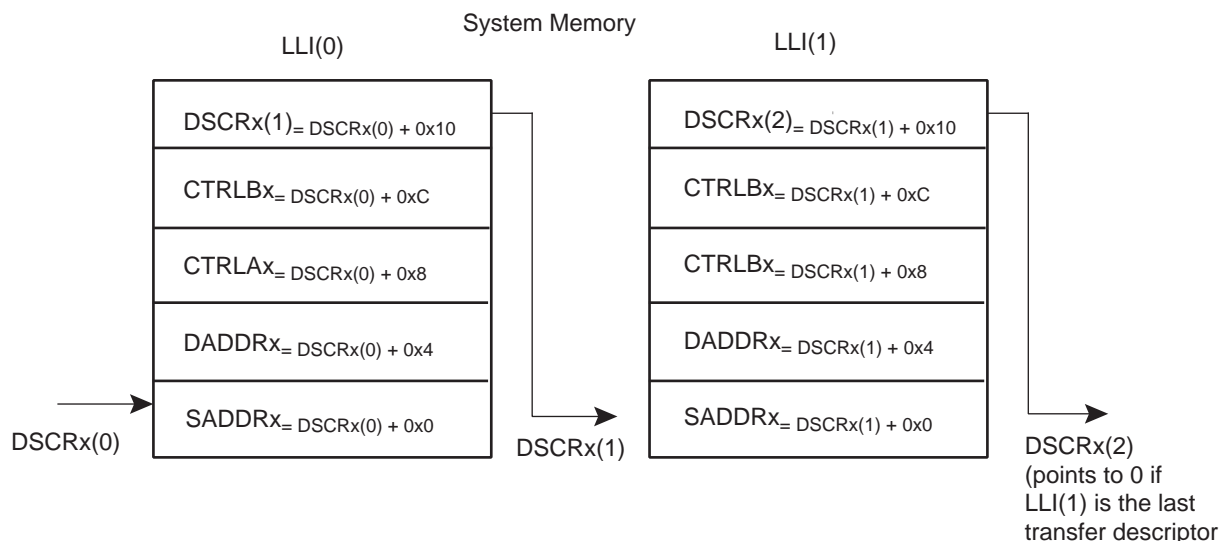 System Memory
LLI(0)
LLI(1)
DSCRx(1)= DSCRx(0) + 0x10
CTRLBx= DSCRx(0) + 0xC
CTRLAx= DSCRx(0) + 0x8
DADDRx= DSCRx(0) + 0x4
SADDRx= DSCRx(0) + 0x0
DSCRx(0)
DSCRx(1)
DSCRx(2)= DSCRx(1) + 0x10
CTRLBx= DSCRx(1) + 0xC
CTRLBx= DSCRx(1) + 0x8
DADDRx= DSCRx(1) + 0x4
SADDRx= DSCRx(1) + 0x0
DSCRx(2)
(points to 0 if
LLI(1) is the last
transfer descriptor